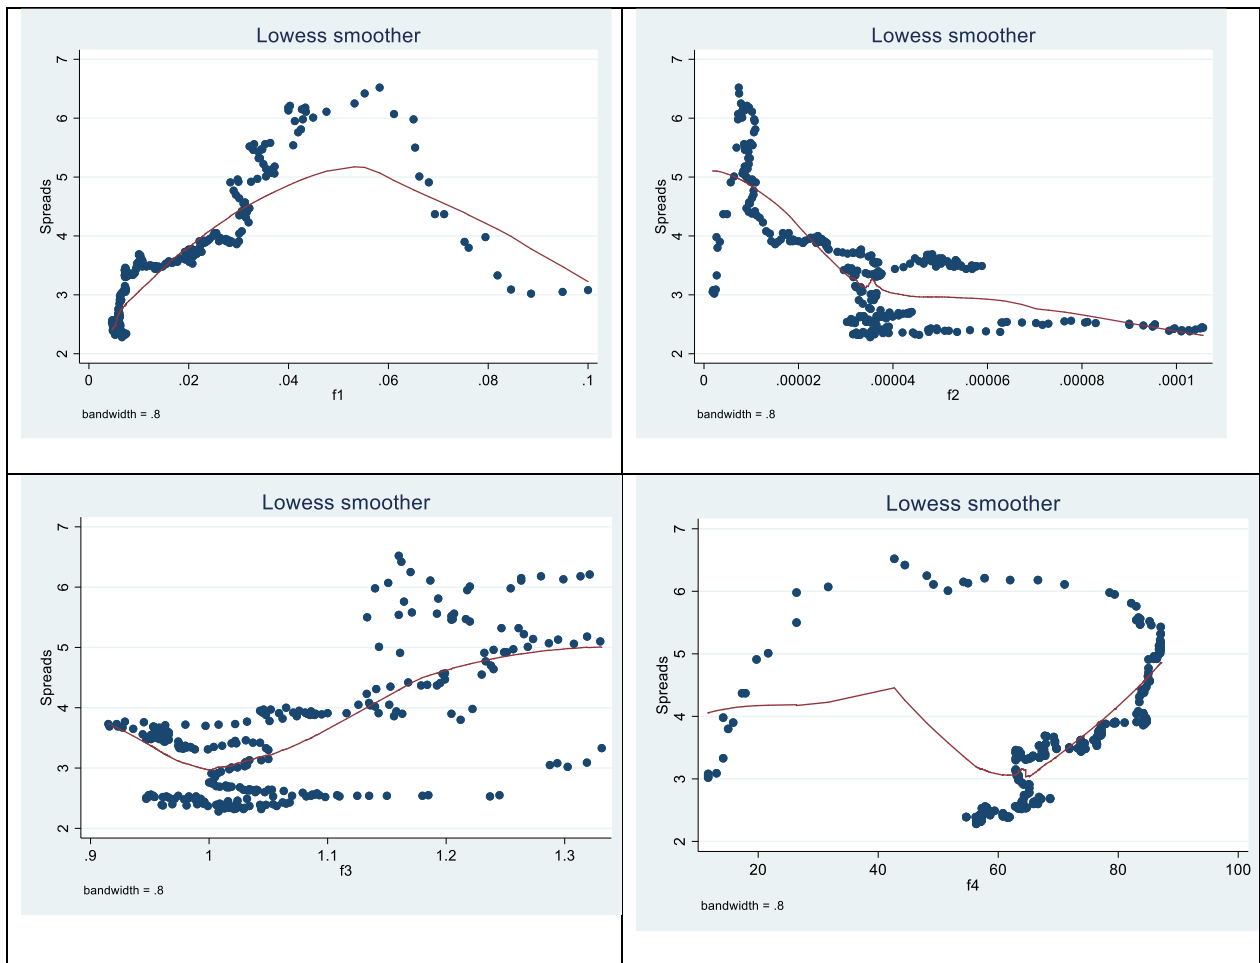 Lowess smoother
7
6
5
4
3
2
Spreads
0 .02 .04 .06 .08 .1
f1
bandwidth = .8
Lowess smoother
7
6
5
4
3
2
Spreads
0 .00002 .00004 .00006 .00008 .0001
f2
bandwidth = .8
Lowess smoother
7
6
5
4
3
2
Spreads
.9 1 1.1 1.2 1.3
f3
bandwidth = .8
Lowess smoother
7
6
5
4
3
2
Spreads
20 40 60 80 100
f4
bandwidth = .8